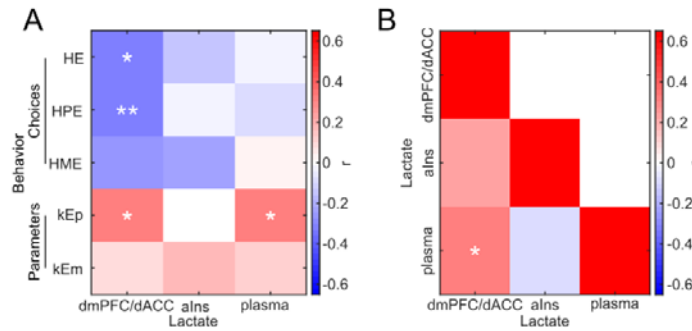 A
HE
HPE
HME
kEp
kEm
Choices
Parameters
Behavior
*
**
*
*
dmPFC/dACC aIns plasma
Lactate
0.6
0.4
0.2
0
-0.2
-0.4
-0.6
r
B
dmPFC/dACC
aIns
plasma
Lactate
*
dmPFC/dACC aIns plasma
Lactate
0.6
0.4
0.2
0
-0.2
-0.4
-0.6
r